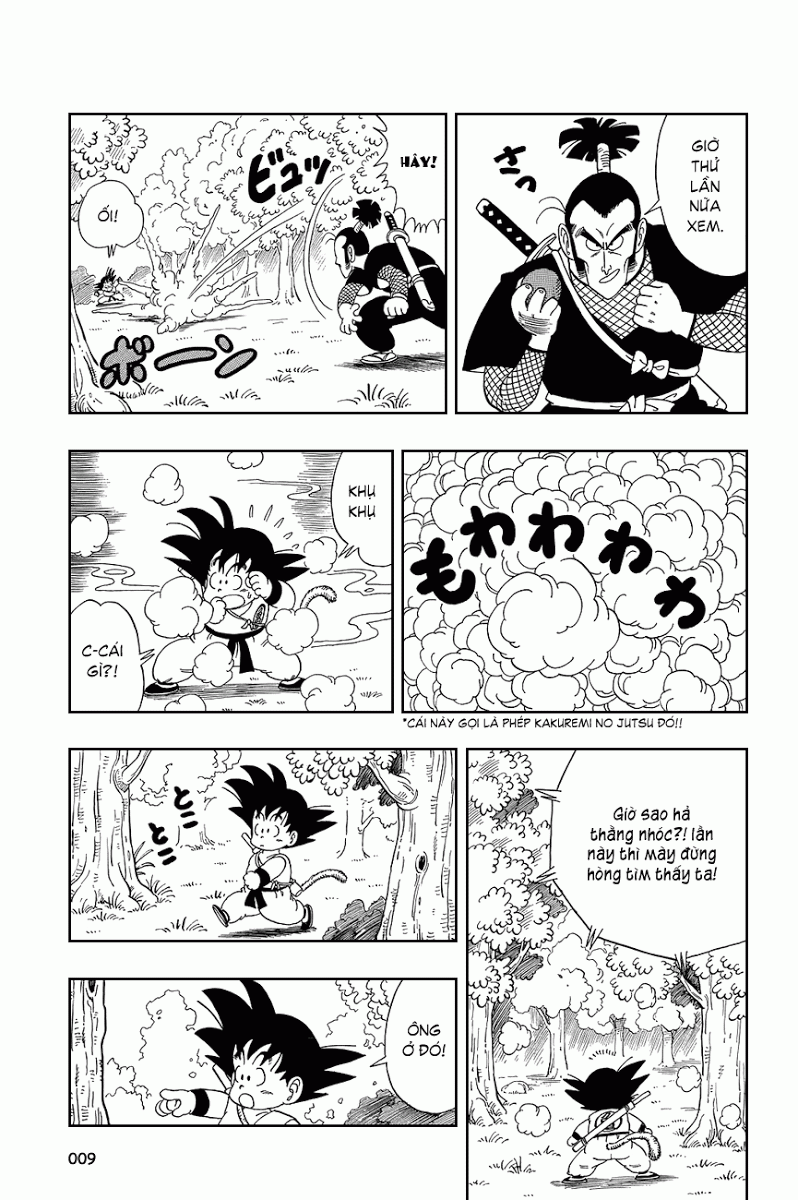 GIỜ
THỬ
LẦN
NỮA
XEM.
さっ
HÂY!
ビュッ
ỐI!
ボーン
もわわわわ
*CÁI NÀY GỌI LÀ PHÉP KAKUREMI NO JUTSU ĐÓ!!
KHỤ
KHỤ
C-CÁI
GÌ?!
Giờ sao hả
thằng nhóc?! lần
này thì mày đừng
hòng tìm thấy ta!
とことこ
ÔNG
Ở ĐÓ!
009